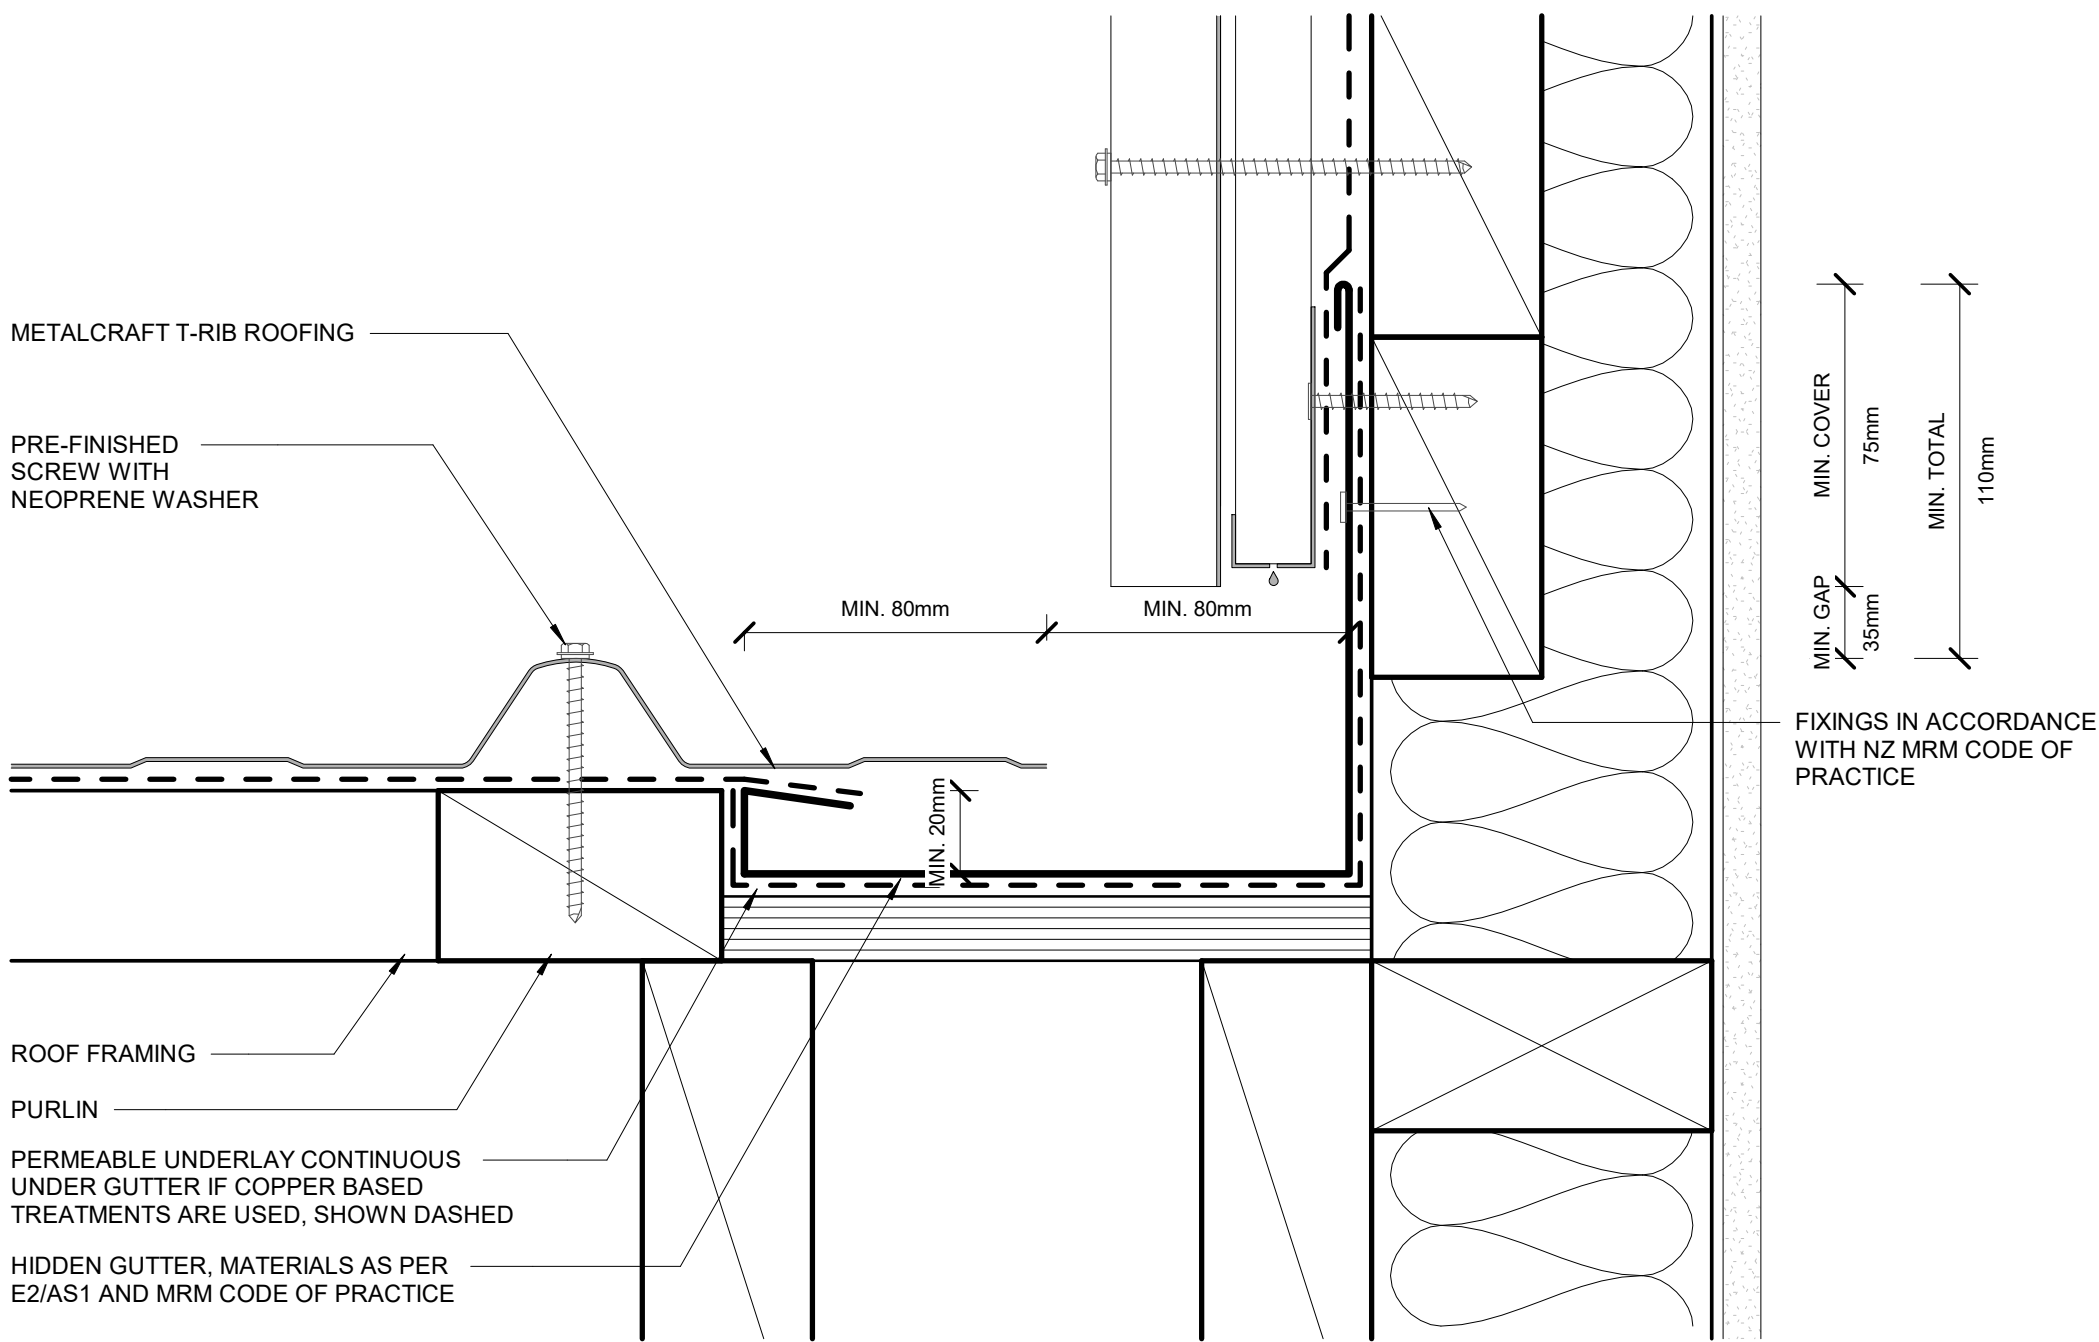 METALCRAFT T-RIB ROOFING
PRE-FINISHED
SCREW WITH
NEOPRENE WASHER
MIN. 80mm
MIN. 80mm
MIN. 20mm
MIN. COVER
75mm
MIN. GAP
35mm
MIN. TOTAL
110mm
FIXINGS IN ACCORDANCE
WITH NZ MRM CODE OF
PRACTICE
ROOF FRAMING
PURLIN
PERMEABLE UNDERLAY CONTINUOUS
UNDER GUTTER IF COPPER BASED
TREATMENTS ARE USED, SHOWN DASHED
HIDDEN GUTTER, MATERIALS AS PER
E2/AS1 AND MRM CODE OF PRACTICE